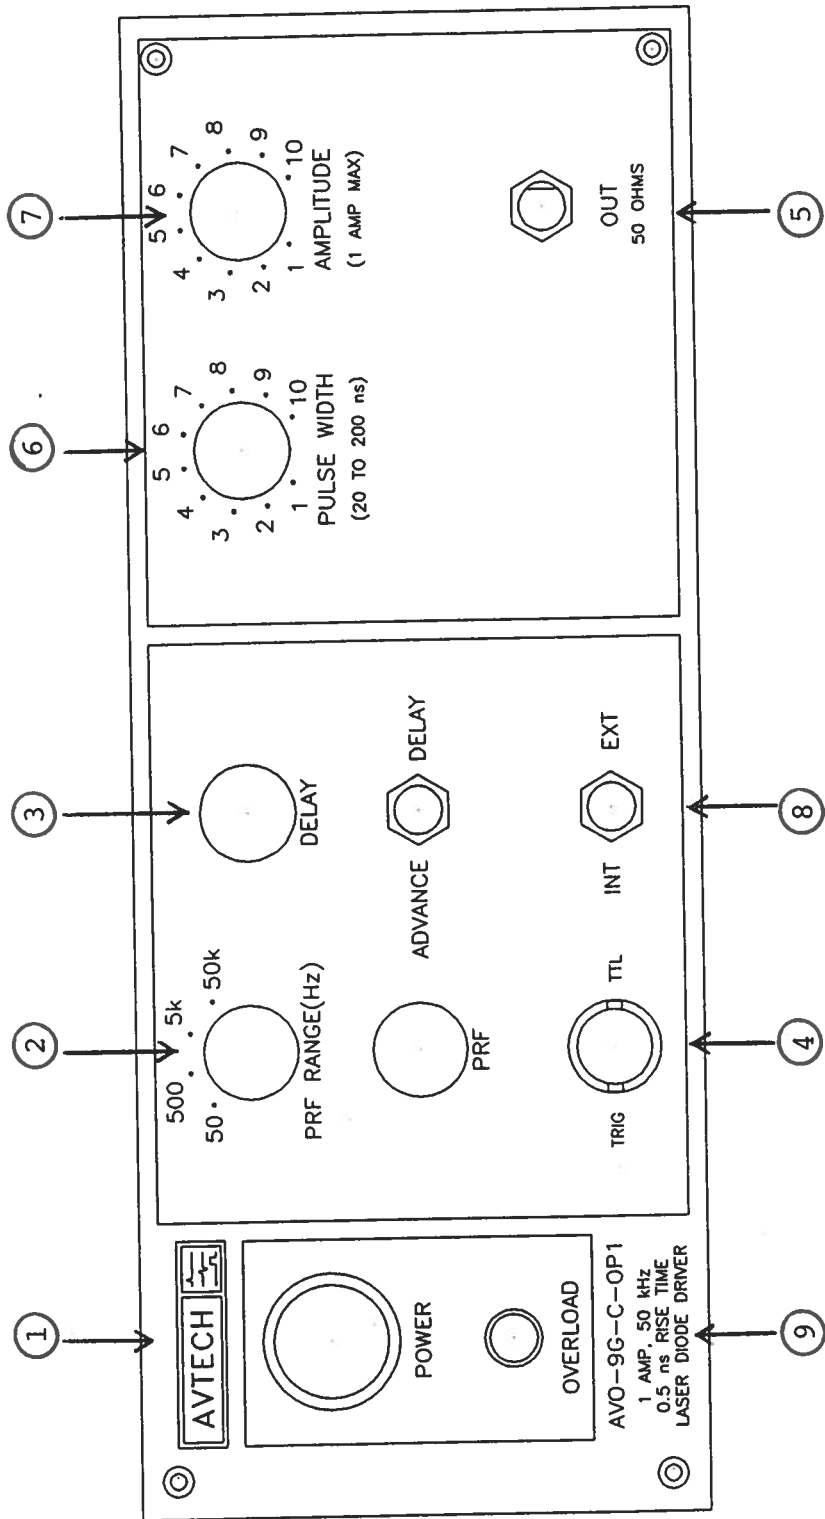 1
2
3
6
7
AVTECH
POWER
OVERLOAD
AVO-9G-C-OP1
1 AMP, 50 kHz
0.5 ns RISE TIME
LASER DIODE DRIVER
50
500
5k
50k
PRF RANGE(Hz)
DELAY
PRF
ADVANCE
DELAY
TRIG
TTL
INT
EXT
1
2
3
4
5
6
7
8
9
10
PULSE WIDTH
(20 TO 200 ns)
1
2
3
4
5
6
7
8
9
10
AMPLITUDE
(1 AMP MAX)
OUT
50 OHMS
9
4
8
5